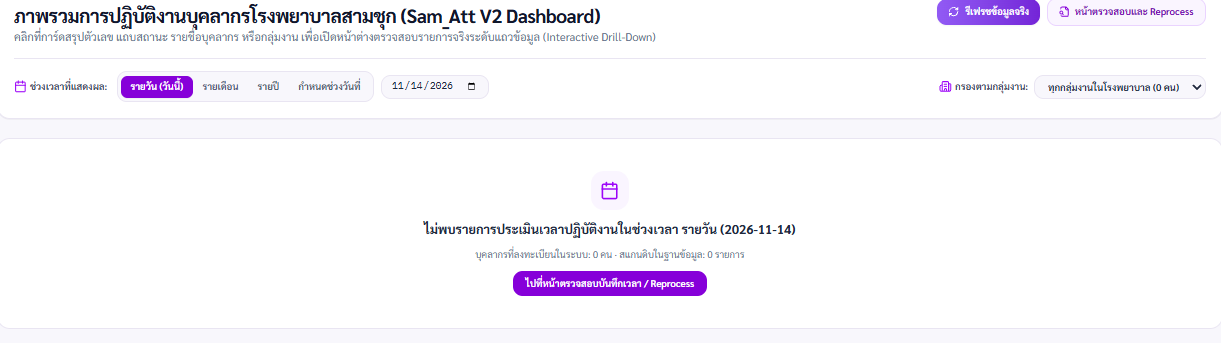 ภาพรวมการปฏิบัติงานบุคลากรโรงพยาบาลสามชุก (Sam_Att V2 Dashboard)
รีเฟรชข้อมูลจริง
หน้าตรวจสอบและ Reprocess
คลิกที่การ์ดสรุปตัวเลข แถบสถานะ รายชื่อบุคลากร หรือกลุ่มงาน เพื่อเปิดหน้าต่างตรวจสอบรายการจริงระดับแถวข้อมูล (Interactive Drill-Down)
ช่วงเวลาที่แสดงผล: รายวัน (วันนี้) รายเดือน รายปี กำหนดช่วงวันที่ 11/14/2026 กรองตามกลุ่มงาน: ทุกกลุ่มงานในโรงพยาบาล (0 คน)
ไม่พบรายการประเมินเวลาปฏิบัติงานในช่วงเวลา รายวัน (2026-11-14)
บุคลากรที่ลงทะเบียนในระบบ: 0 คน · สแกนดิบในฐานข้อมูล: 0 รายการ
ไปที่หน้าตรวจสอบบันทึกเวลา / Reprocess